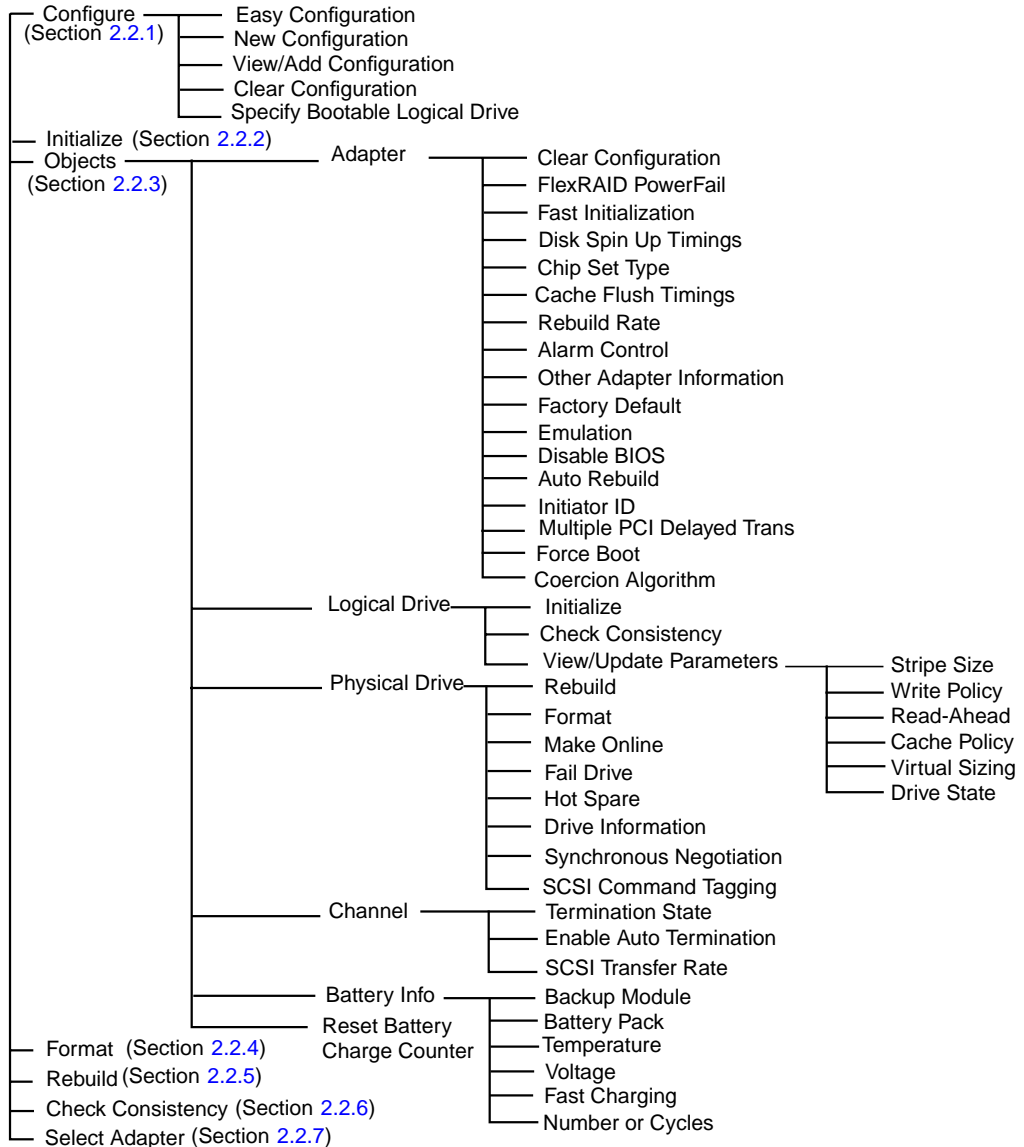 Configure
(Section 2.2.1)
Easy Configuration
New Configuration
View/Add Configuration
Clear Configuration
Specify Bootable Logical Drive
Initialize (Section 2.2.2)
Objects
(Section 2.2.3)
Adapter
Clear Configuration
FlexRAID PowerFail
Fast Initialization
Disk Spin Up Timings
Chip Set Type
Cache Flush Timings
Rebuild Rate
Alarm Control
Other Adapter Information
Factory Default
Emulation
Disable BIOS
Auto Rebuild
Initiator ID
Multiple PCI Delayed Trans
Force Boot
Coercion Algorithm
Logical Drive
Initialize
Check Consistency
View/Update Parameters
Stripe Size
Write Policy
Read-Ahead
Cache Policy
Virtual Sizing
Drive State
Physical Drive
Rebuild
Format
Make Online
Fail Drive
Hot Spare
Drive Information
Synchronous Negotiation
SCSI Command Tagging
Channel
Termination State
Enable Auto Termination
SCSI Transfer Rate
Battery Info
Backup Module
Battery Pack
Temperature
Voltage
Fast Charging
Number or Cycles
Reset Battery
Charge Counter
Format (Section 2.2.4)
Rebuild (Section 2.2.5)
Check Consistency (Section 2.2.6)
Select Adapter (Section 2.2.7)